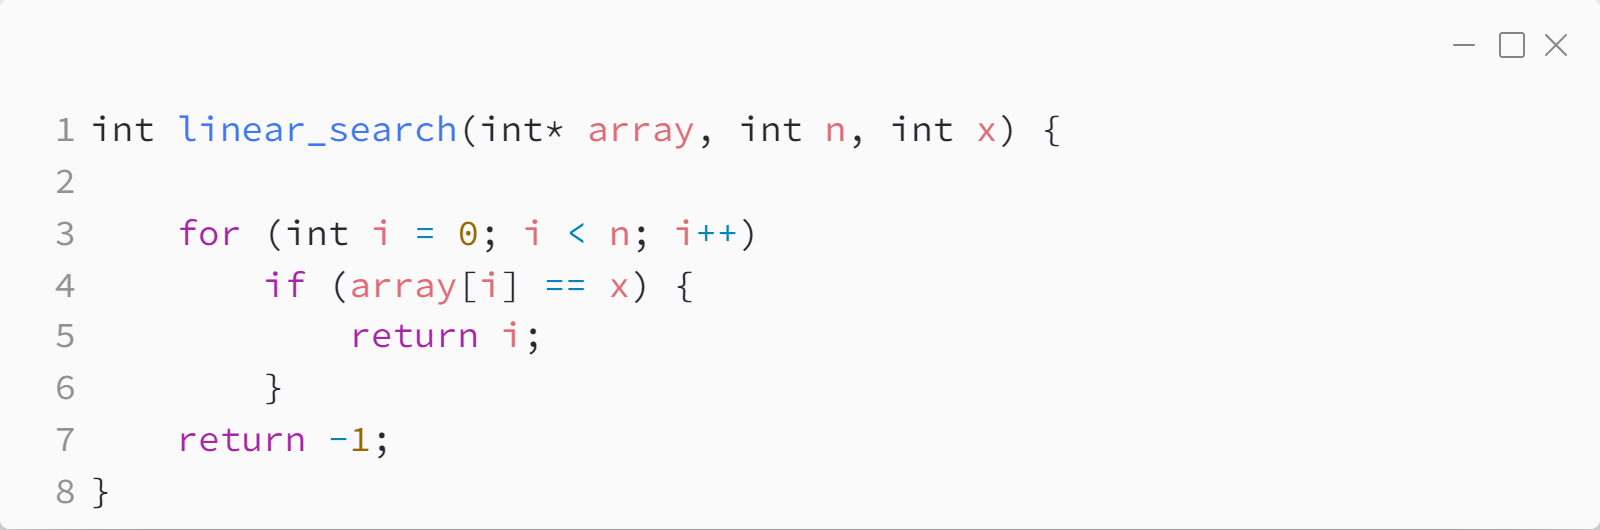 1 int linear_search(int* array, int n, int x) {
2
3     for (int i = 0; i < n; i++)
4         if (array[i] == x) {
5             return i;
6         }
7     return -1;
8 }